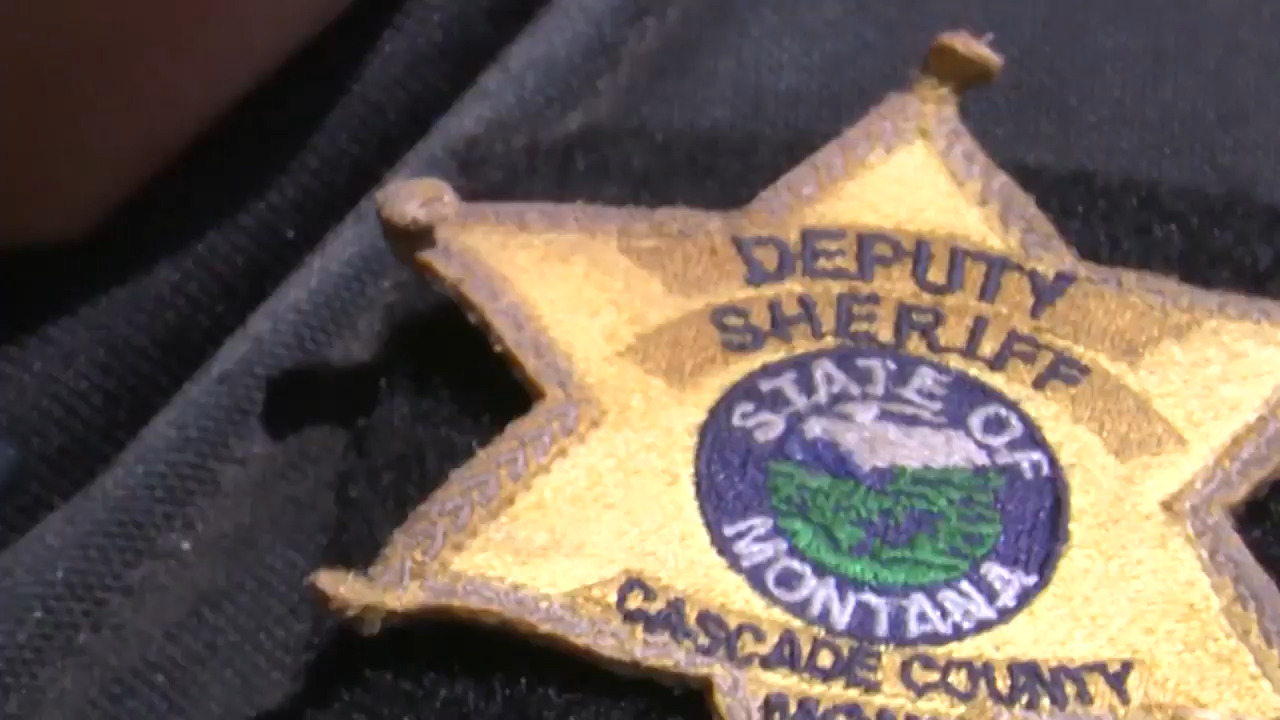 DEPUTY
SHERIFF
STATE OF
MONTANA
CASCADE COUNTY